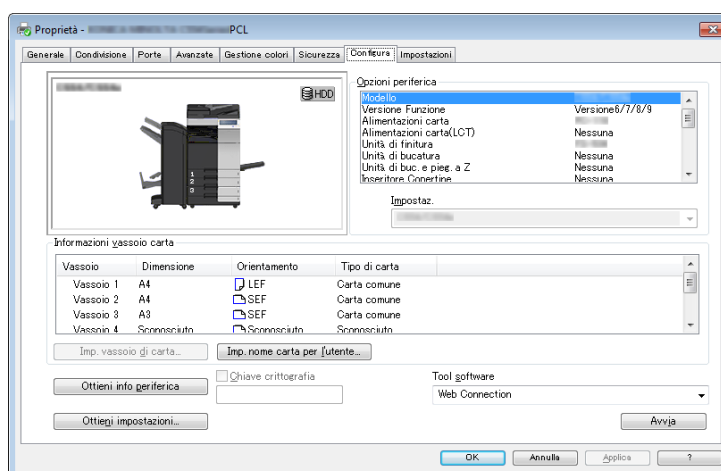 Proprietà - PCL
Generale Condivisione Porte Avanzate Gestione colori Sicurezza Configura Impostazioni
HDD
1
2
3
Opzioni periferica
Modello
Versione Funzione Versione6/7/8/9
Alimentazioni carta
Alimentazioni carta(LCT) Nessuna
Unità di finitura
Unità di bucatura Nessuna
Unità di buc. e pieg. a Z Nessuna
Inseritore Copertine Nessuna
Impostaz.
Informazioni vassoio carta
Vassoio Dimensione Orientamento Tipo di carta
Vassoio 1 A4 LEF Carta comune
Vassoio 2 A4 SEF Carta comune
Vassoio 3 A3 SEF Carta comune
Vassoio 4 Sconosciuto Sconosciuto Sconosciuto
Imp. vassoio di carta... Imp. nome carta per l'utente...
Ottieni info periferica Chiave crittografia Tool software
Web Connection
Ottieni impostazioni... Avvia
OK Annulla Applica ?